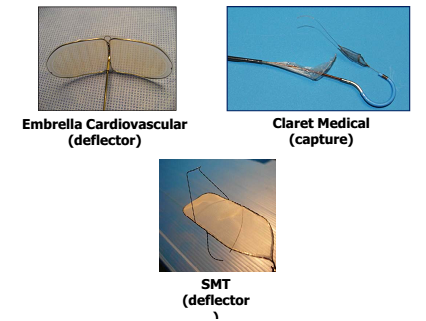 Embrella Cardiovascular
(deflector)
Claret Medical
(capture)
SMT
(deflector
)